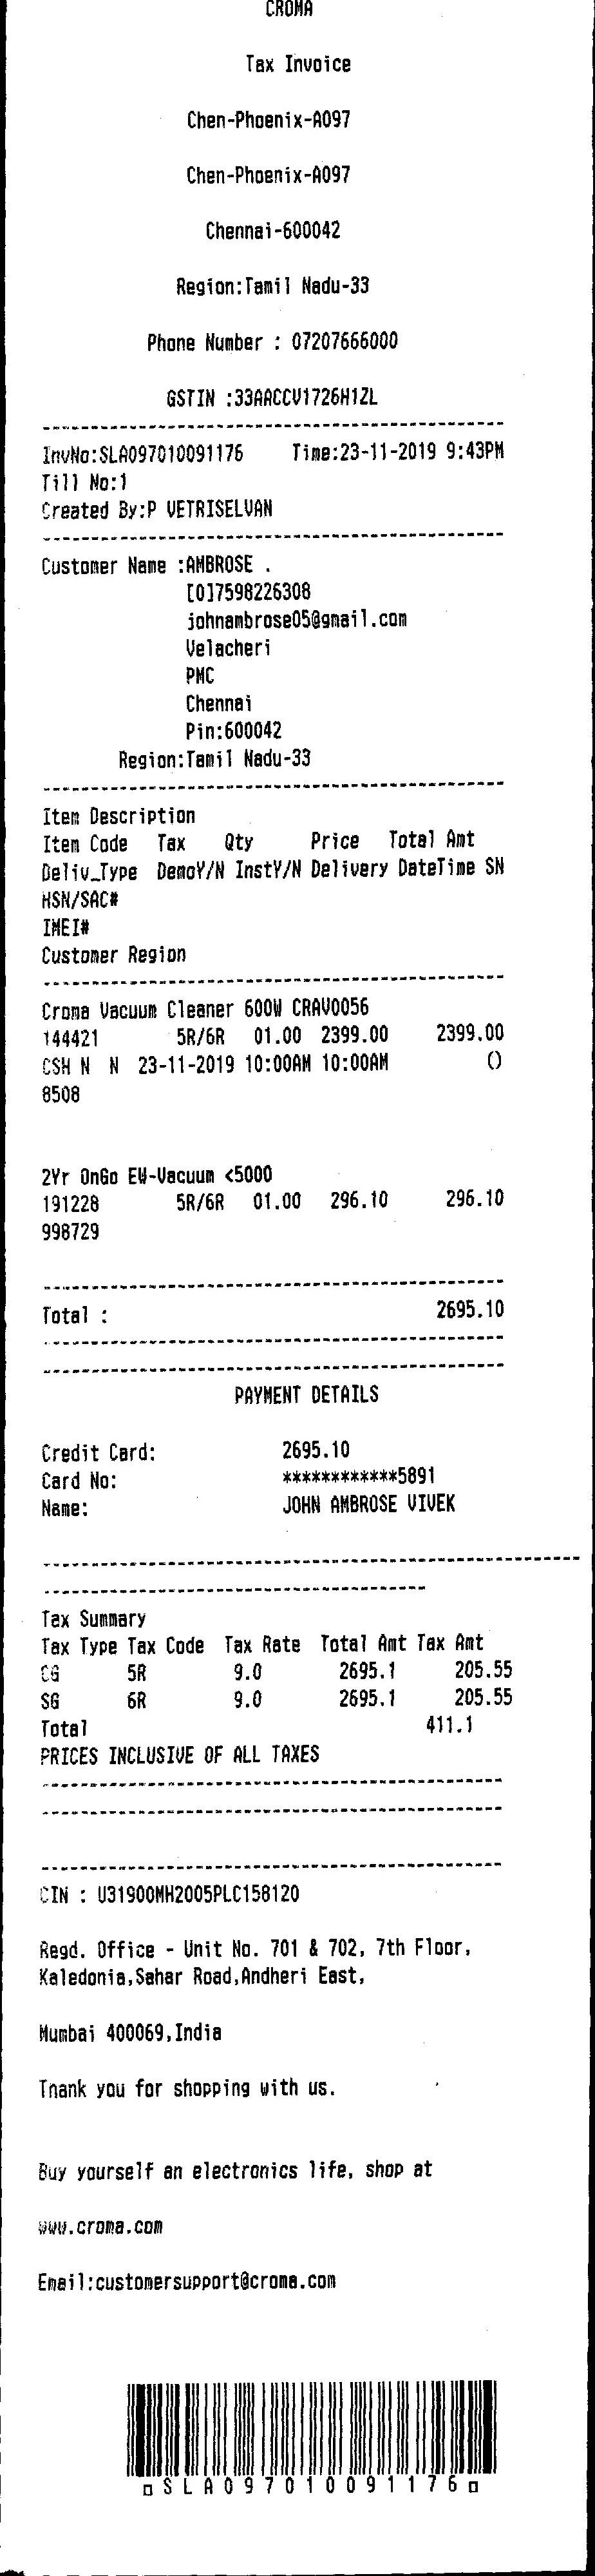 CROMA
Tax Invoice
Chen-Phoenix-A097
Chen-Phoenix-A097
Chennai-600042
Region:Tamil Nadu-33
Phone Number : 07207666000
GSTIN :33AACCV1726H1ZL
------------------------------------------------
InvNo:SLA097010091176 Time:23-11-2019 9:43PM
Till No:1
Created By:P VETRISELVAN
------------------------------------------------
Customer Name :AMBROSE .
[0]7598226308
johnambrose05@gmail.com
Velacheri
PMC
Chennai
Pin:600042
Region:Tamil Nadu-33
------------------------------------------------
Item Description
Item Code Tax Qty Price Total Amt
Deliv_Type DemoY/N InstY/N Delivery DateTime SN
HSN/SAC#
IMEI#
Customer Region
------------------------------------------------
Croma Vacuum Cleaner 600W CRAV0056
144421 5R/6R 01.00 2399.00 2399.00
CSH N N 23-11-2019 10:00AM 10:00AM ()
8508
2Yr OnGo EW-Vacuum <5000
191228 5R/6R 01.00 296.10 296.10
998729
------------------------------------------------
Total : 2695.10
------------------------------------------------
------------------------------------------------
PAYMENT DETAILS
Credit Card: 2695.10
Card No: ************5891
Name: JOHN AMBROSE VIVEK
--------------------------------------------------------
----------------------------------------
Tax Summary
Tax Type Tax Code Tax Rate Total Amt Tax Amt
CG 5R 9.0 2695.1 205.55
SG 6R 9.0 2695.1 205.55
Total 411.1
PRICES INCLUSIVE OF ALL TAXES
------------------------------------------------
------------------------------------------------
------------------------------------------------
CIN : U31900MH2005PLC158120
Regd. Office - Unit No. 701 & 702, 7th Floor,
Kaledonia,Sahar Road,Andheri East,
Mumbai 400069,India
Thank you for shopping with us.
Buy yourself an electronics life, shop at
www.croma.com
Email:customersupport@croma.com
SLA097010091176